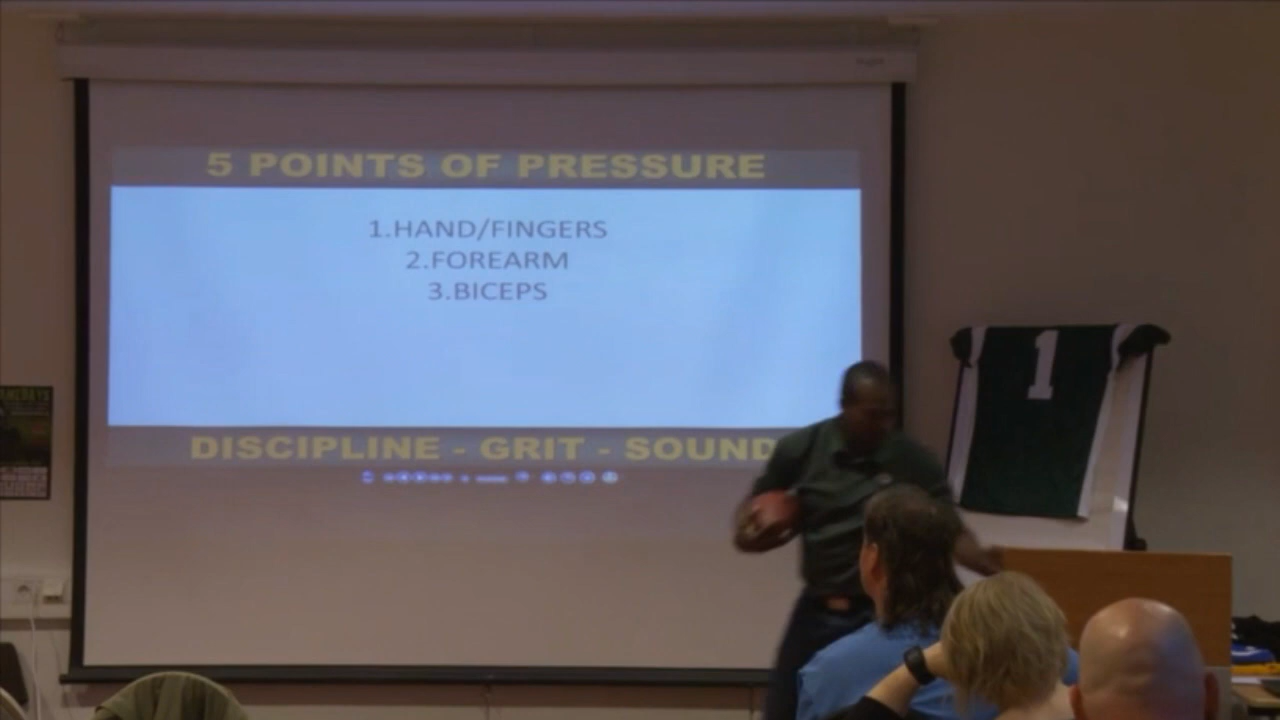 5 POINTS OF PRESSURE
1.HAND/FINGERS
2.FOREARM
3.BICEPS
DISCIPLINE - GRIT - SOUND
1